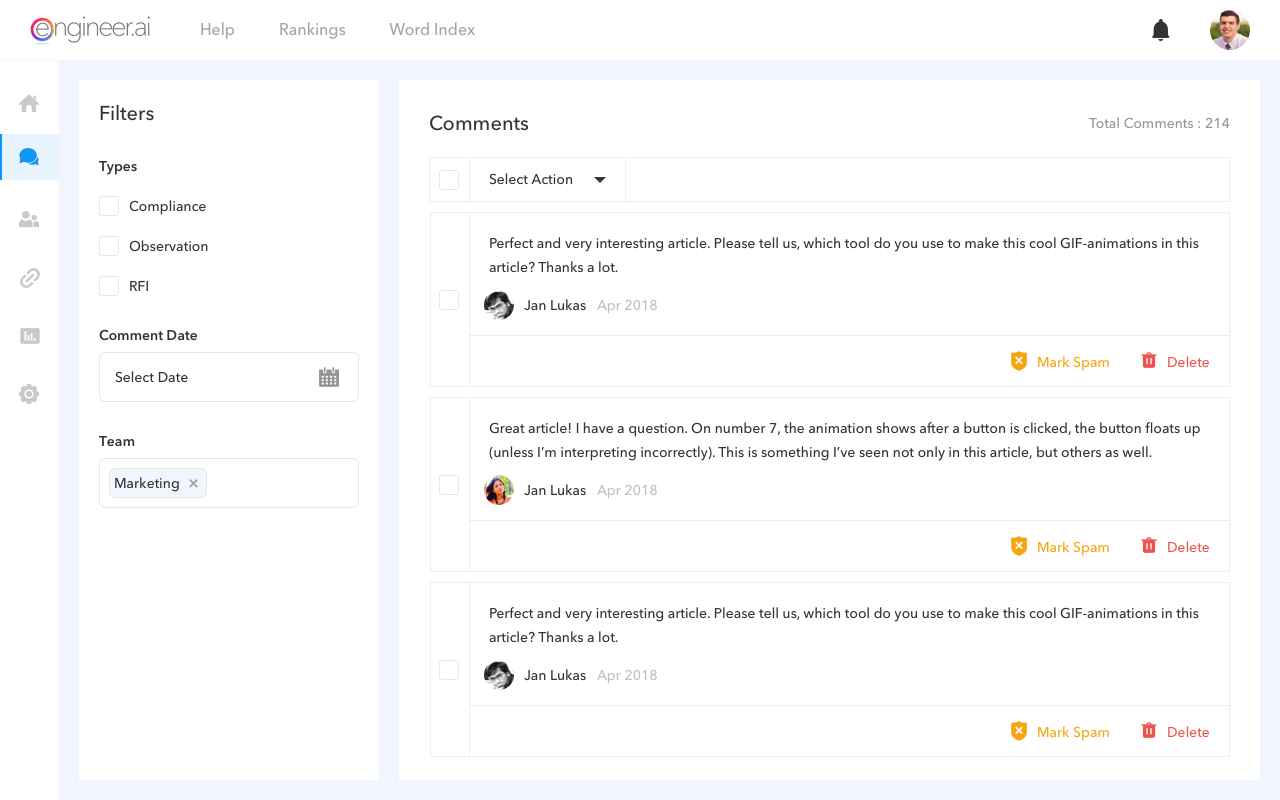 engineer.ai
Help
Rankings
Word Index
Filters
Types
Compliance
Observation
RFI
Comment Date
Select Date
Team
Marketing
Comments
Total Comments : 214
Select Action
Perfect and very interesting article. Please tell us, which tool do you use to make this cool GIF-animations in this
article? Thanks a lot.
Jan Lukas Apr 2018
Mark Spam
Delete
Great article! I have a question. On number 7, the animation shows after a button is clicked, the button floats up
(unless I’m interpreting incorrectly). This is something I’ve seen not only in this article, but others as well.
Jan Lukas Apr 2018
Mark Spam
Delete
Perfect and very interesting article. Please tell us, which tool do you use to make this cool GIF-animations in this
article? Thanks a lot.
Jan Lukas Apr 2018
Mark Spam
Delete